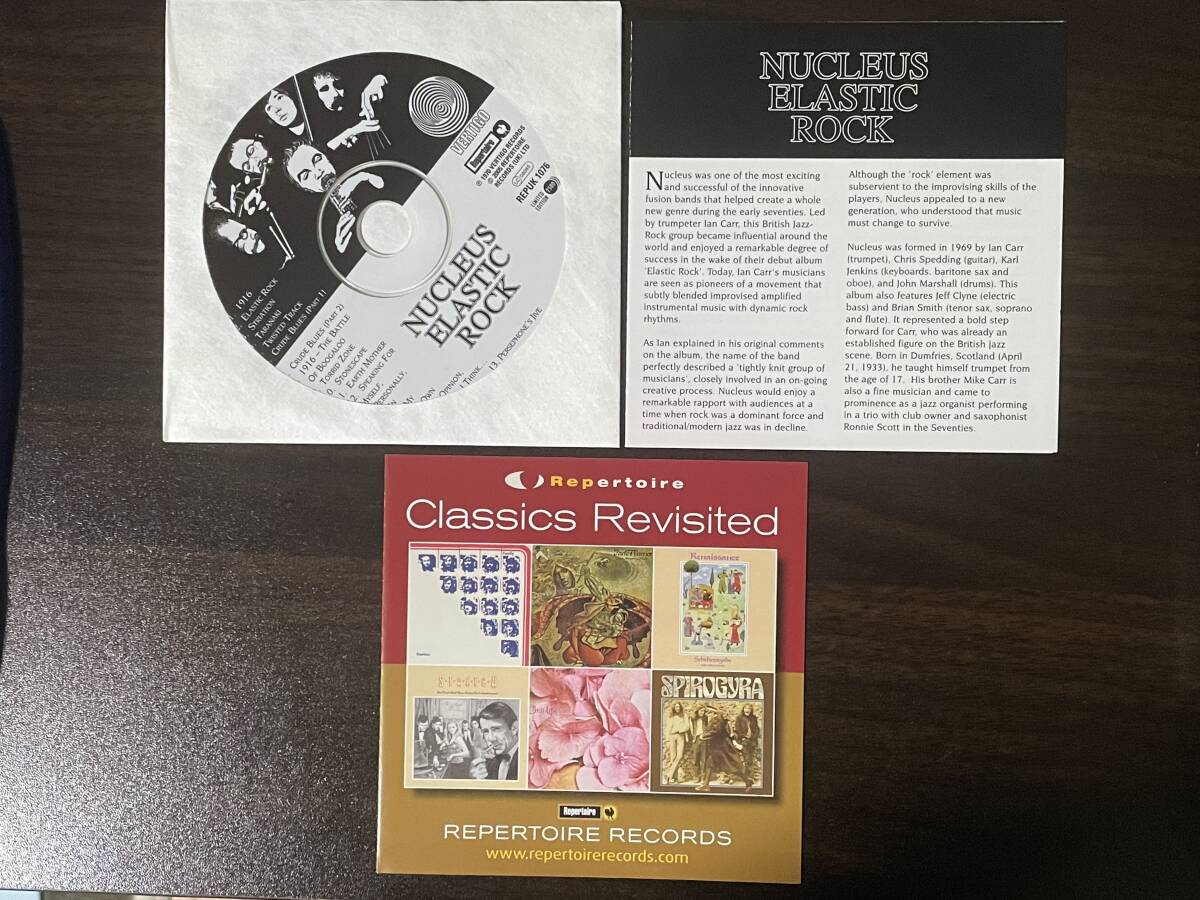 VERTIGO
Repertoire
℗ 1970 VERTIGO RECORDS
© 2006 REPERTOIRE
RECORDS (UK) LTD
REPUK 1076
LIMITED
EDITION
NUCLEUS
ELASTIC
ROCK
1916
ELASTIC ROCK
STRIATION
TARANAKI
TWISTED TRACK
CRUDE BLUES (PART 1)
CRUDE BLUES (PART 2)
1916 – THE BATTLE
OF BOOGALOO
TORRID ZONE
STONESCAPE
EARTH MOTHER
SPEAKING FOR
MYSELF,
PERSONALLY,
MY
OWN
OPINION,
THINK...
13. PERSEPHONE'S JIVE
NUCLEUS
ELASTIC
ROCK
Nucleus was one of the most exciting
and successful of the innovative
fusion bands that helped create a whole
new genre during the early seventies. Led
by trumpeter Ian Carr, this British Jazz-
Rock group became influential around the
world and enjoyed a remarkable degree of
success in the wake of their debut album
'Elastic Rock'. Today, Ian Carr's musicians
are seen as pioneers of a movement that
subtly blended improvised amplified
instrumental music with dynamic rock
rhythms.
As Ian explained in his original comments
on the album, the name of the band
perfectly described a 'tightly knit group of
musicians', closely involved in an on-going
creative process. Nucleus would enjoy a
remarkable rapport with audiences at a
time when rock was a dominant force and
traditional/modern jazz was in decline.
Although the 'rock' element was
subservient to the improvising skills of the
players, Nucleus appealed to a new
generation, who understood that music
must change to survive.
Nucleus was formed in 1969 by Ian Carr
(trumpet), Chris Spedding (guitar), Karl
Jenkins (keyboards. baritone sax and
oboe), and John Marshall (drums). This
album also features Jeff Clyne (electric
bass) and Brian Smith (tenor sax, soprano
and flute). It represented a bold step
forward for Carr, who was already an
established figure on the British jazz
scene. Born in Dumfries, Scotland (April
21, 1933), he taught himself trumpet from
the age of 17. His brother Mike Carr is
also a fine musician and came to
prominence as a jazz organist performing
in a trio with club owner and saxophonist
Ronnie Scott in the Seventies.
Repertoire
Classics Revisited
Family
Renaissance
Scheherazade
SPIROGYRA
Repertoire
REPERTOIRE RECORDS
www.repertoirerecords.com